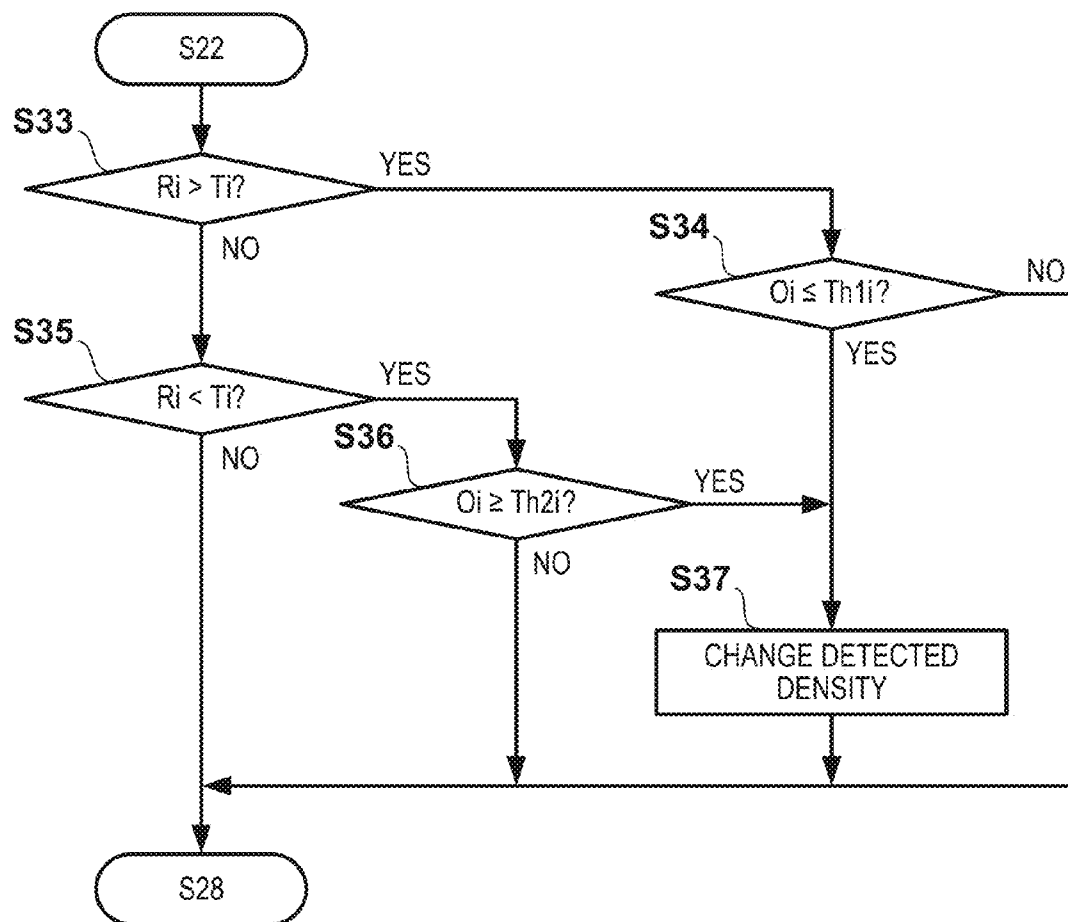 S22
S33
Ri > Ti?
YES
NO
S34
Oi ≤ Th1i?
NO
YES
S35
Ri < Ti?
YES
NO
S36
Oi ≥ Th2i?
YES
NO
S37
CHANGE DETECTED
DENSITY
S28